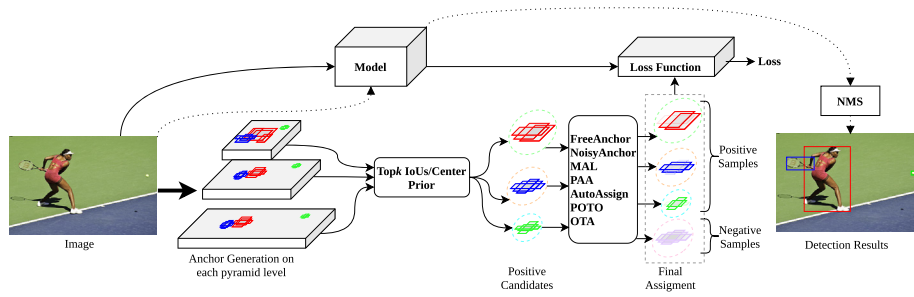 Model
Loss Function
Loss
NMS
Image
Anchor Generation on
each pyramid level
Topk IoUs/Center
Prior
Positive
Candidates
FreeAnchor
NoisyAnchor
MAL
PAA
AutoAssign
POTO
OTA
Final
Assigment
Positive
Samples
Negative
Samples
Detection Results